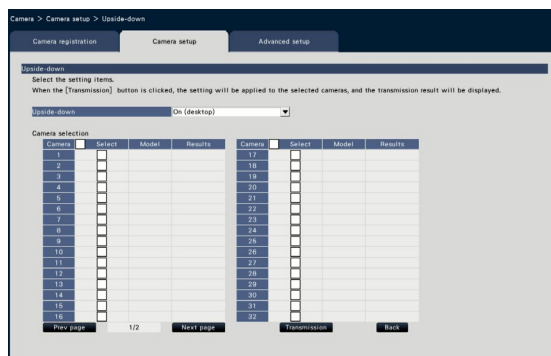 Camera > Camera setup > Upside-down
Camera registration Camera setup Advanced setup
Upside-down
Select the setting items.
When the [Transmission] button is clicked, the setting will be applied to the selected cameras, and the transmission result will be displayed.
Upside-down On (desktop)
Camera selection
Camera Select Model Results Camera Select Model Results
1 17
2 18
3 19
4 20
5 21
6 22
7 23
8 24
9 25
10 26
11 27
12 28
13 29
14 30
15 31
16 32
Prev page 1/2 Next page Transmission Back